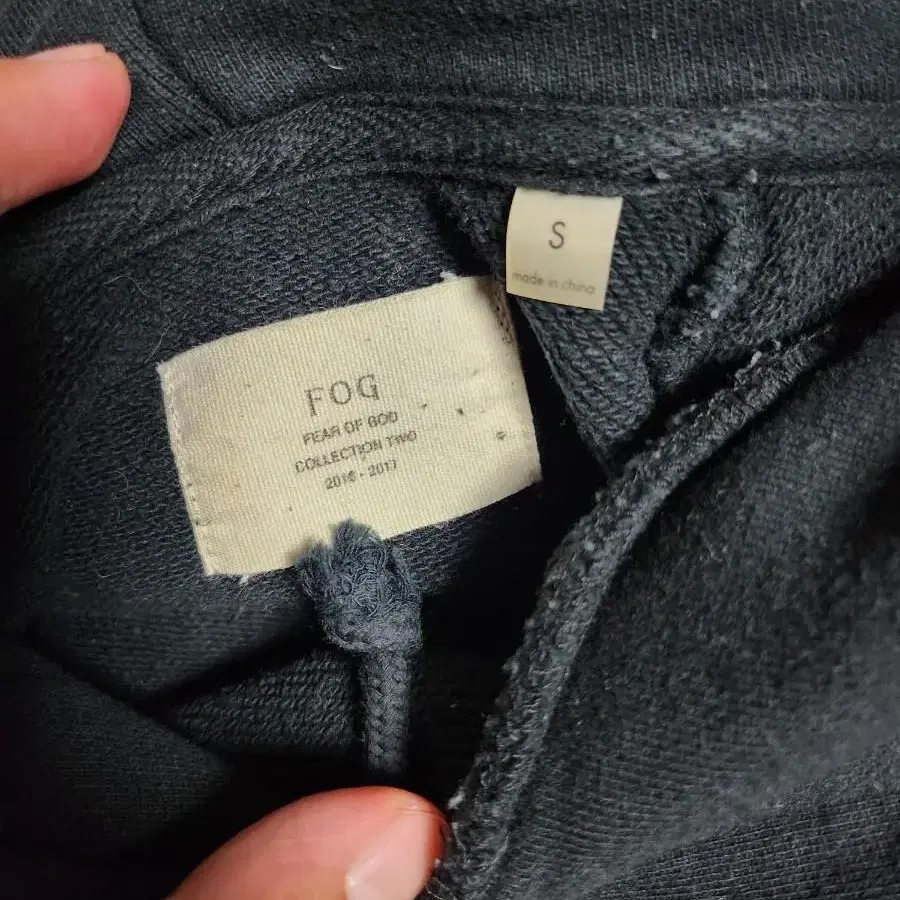 S
made in china
FOG
FEAR OF GOD
COLLECTION TWO
2016 - 2017